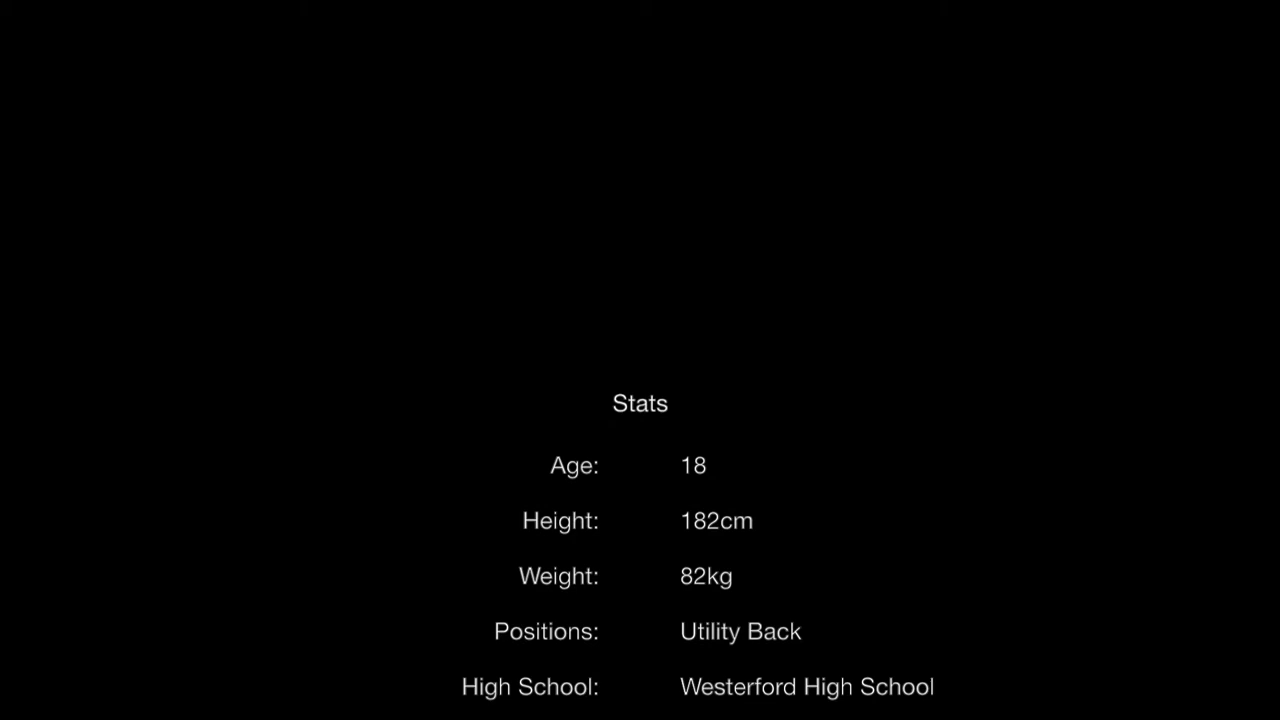 Stats
Age: 18
Height: 182cm
Weight: 82kg
Positions: Utility Back
High School: Westerford High School